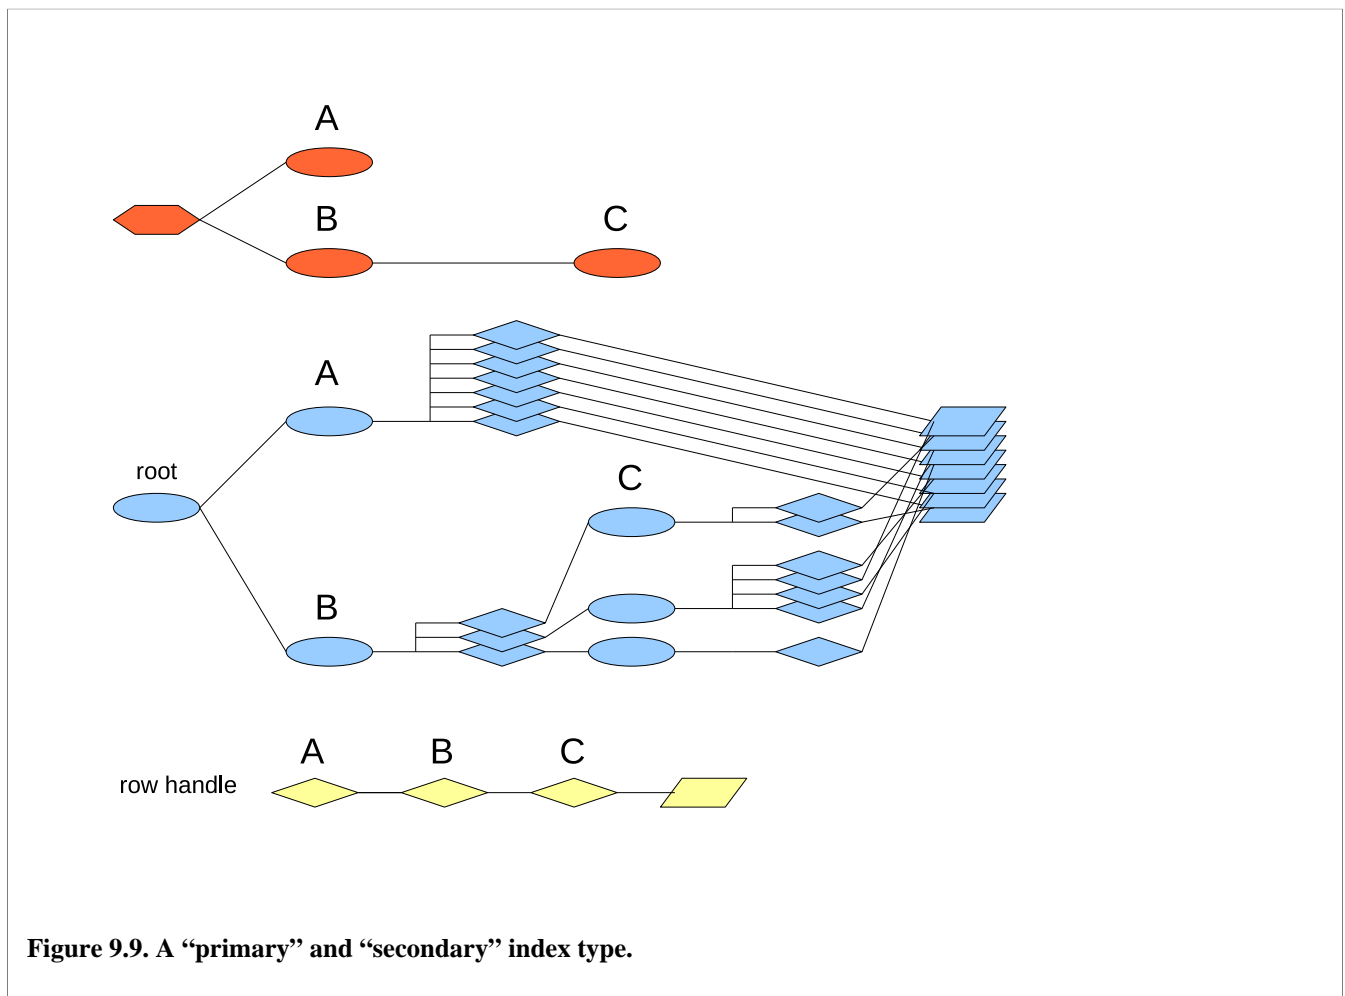 A
B
C
A
root
C
B
A
B
C
row handle
Figure 9.9. A “primary” and “secondary” index type.